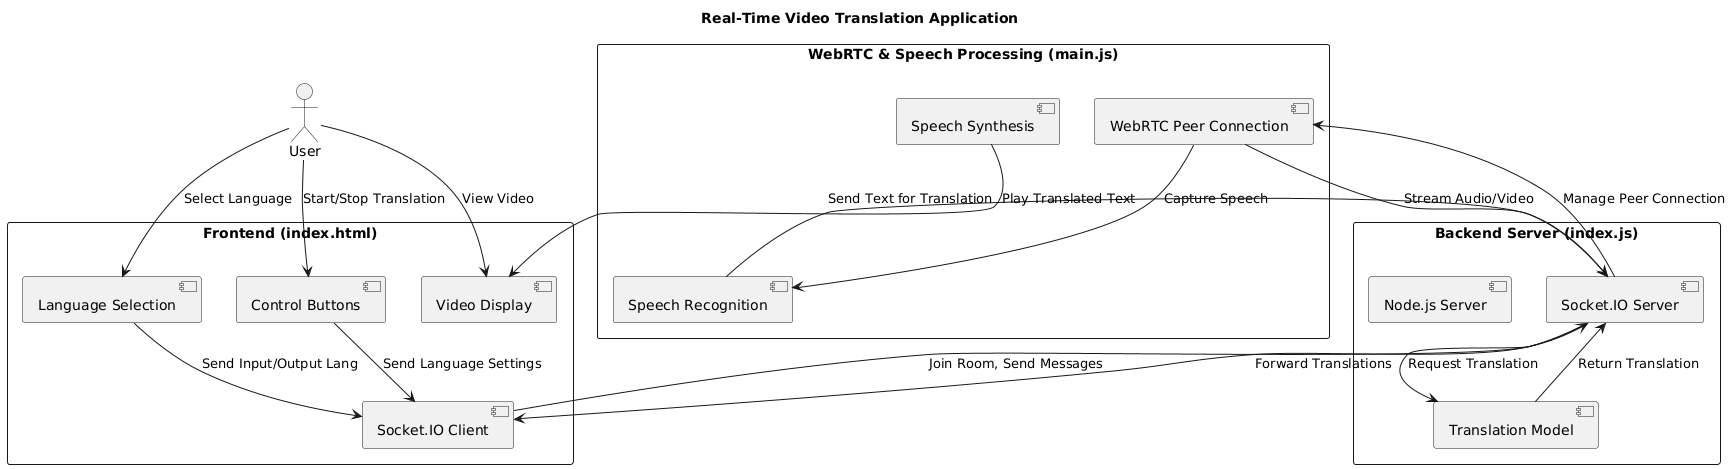 Real-Time Video Translation Application
WebRTC & Speech Processing (main.js)
Speech Synthesis
WebRTC Peer Connection
User
Select Language
Start/Stop Translation
View Video
Send Text for Translation
Play Translated Text
Capture Speech
Stream Audio/Video
Manage Peer Connection
Frontend (index.html)
Backend Server (index.js)
Language Selection
Control Buttons
Video Display
Speech Recognition
Node.js Server
Socket.IO Server
Send Input/Output Lang
Send Language Settings
Join Room, Send Messages
Forward Translations
Request Translation
Return Translation
Socket.IO Client
Translation Model